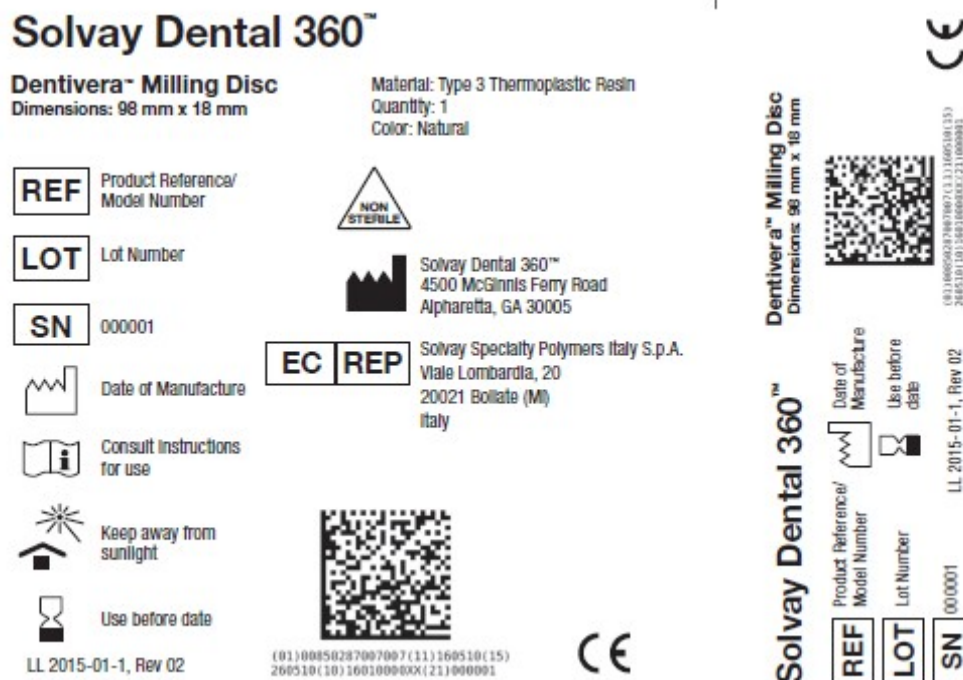 Solvay Dental 360™
Dentivera™ Milling Disc
Dimensions: 98 mm x 18 mm
Material: Type 3 Thermoplastic Resin
Quantity: 1
Color: Natural
REF
Product Reference/
Model Number
LOT
Lot Number
SN
000001
Date of Manufacture
Consult Instructions
for use
Keep away from
sunlight
Use before date
LL 2015-01-1, Rev 02
NON
STERILE
Solvay Dental 360™
4500 McGinnis Ferry Road
Alpharetta, GA 30005
EC REP
Solvay Specialty Polymers Italy S.p.A.
Viale Lombardia, 20
20021 Bollate (MI)
Italy
(01)00850287007007(11)160510(15)
260510(10)16010000XX(21)000001
CE
Solvay Dental 360™
Dentivera™ Milling Disc
Dimensions: 98 mm x 18 mm
REF
Product Reference/
Model Number
Date of
Manufacture
LOT
Lot Number
Use before
date
SN
000001
LL 2015-01-1, Rev 02
CE